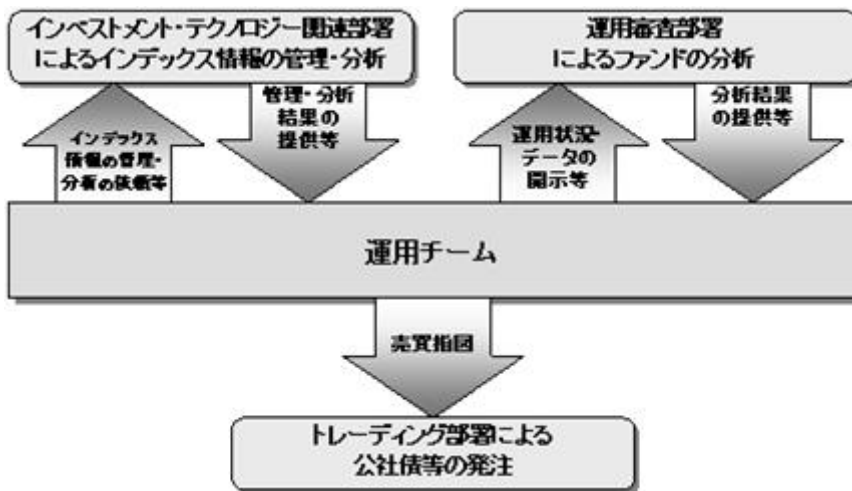 インベストメント・テクノロジー関連部署
によるインデックス情報の管理・分析
運用審査部署
によるファンドの分析
インデックス
情報の管理・
分析の依頼等
管理・分析
結果の
提供等
運用状況・
データの
開示等
分析結果
の提供等
運用チーム
売買指図
トレーディング部署による
公社債等の発注